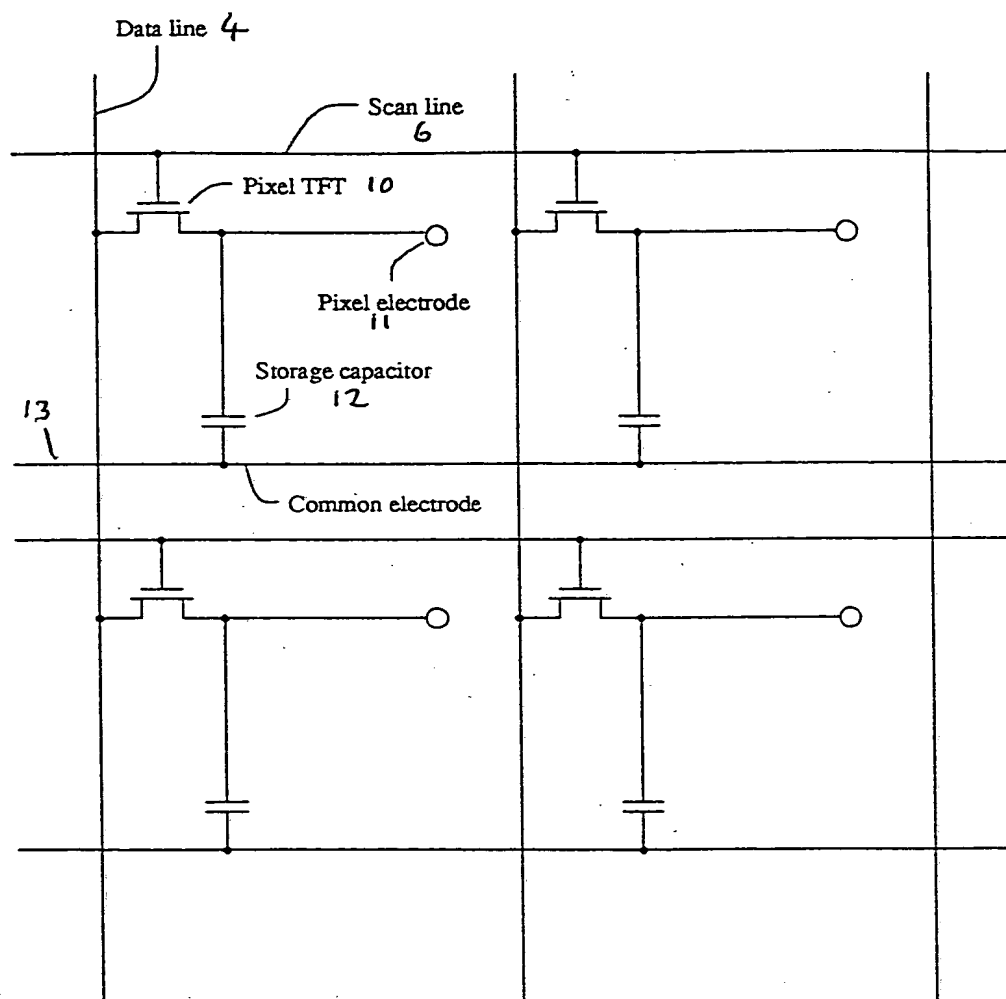 Data line 4
Scan line
6
Pixel TFT 10
Pixel electrode
11
Storage capacitor
12
13
Common electrode